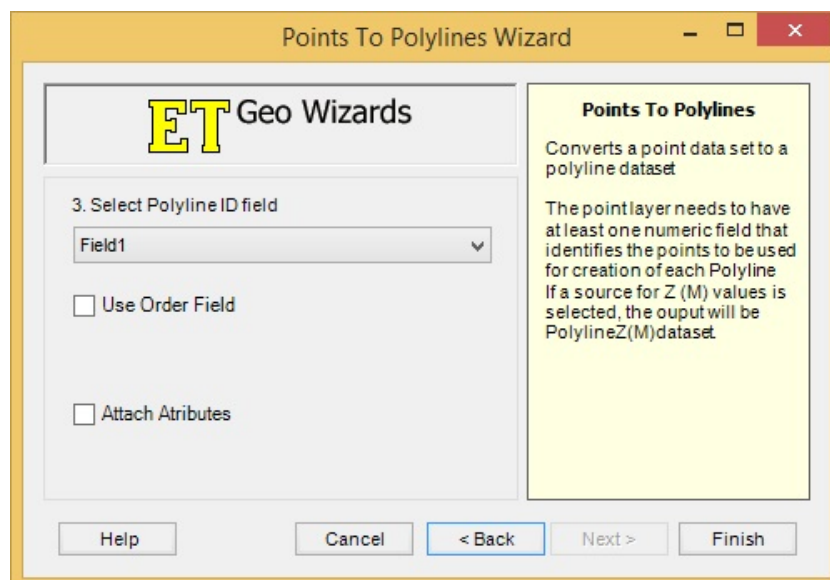 Points To Polylines Wizard
ET Geo Wizards
3. Select Polyline ID field
Field1
Use Order Field
Attach Atributes
Points To Polylines
Converts a point data set to a
polyline dataset
The point layer needs to have
at least one numeric field that
identifies the points to be used
for creation of each Polyline
If a source for Z (M) values is
selected, the ouput will be
PolylineZ(M)dataset
Help
Cancel
< Back
Next >
Finish